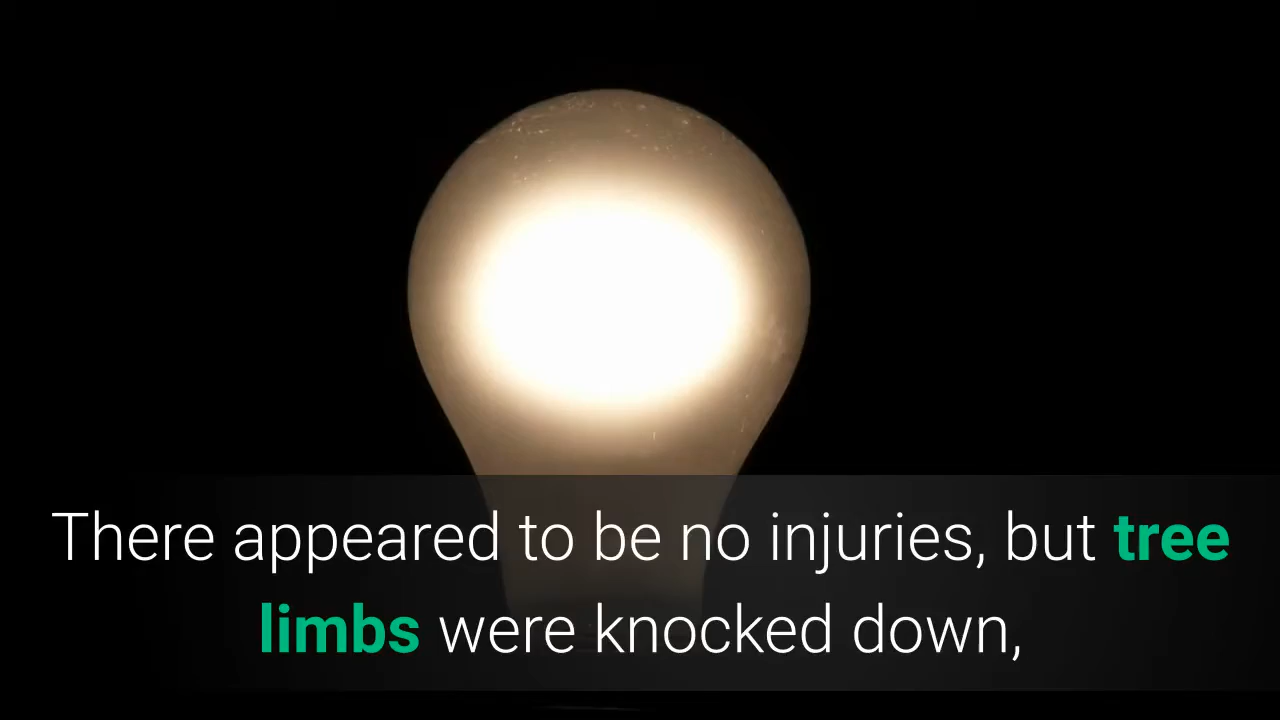 There appeared to be no injuries, but tree
limbs were knocked down,